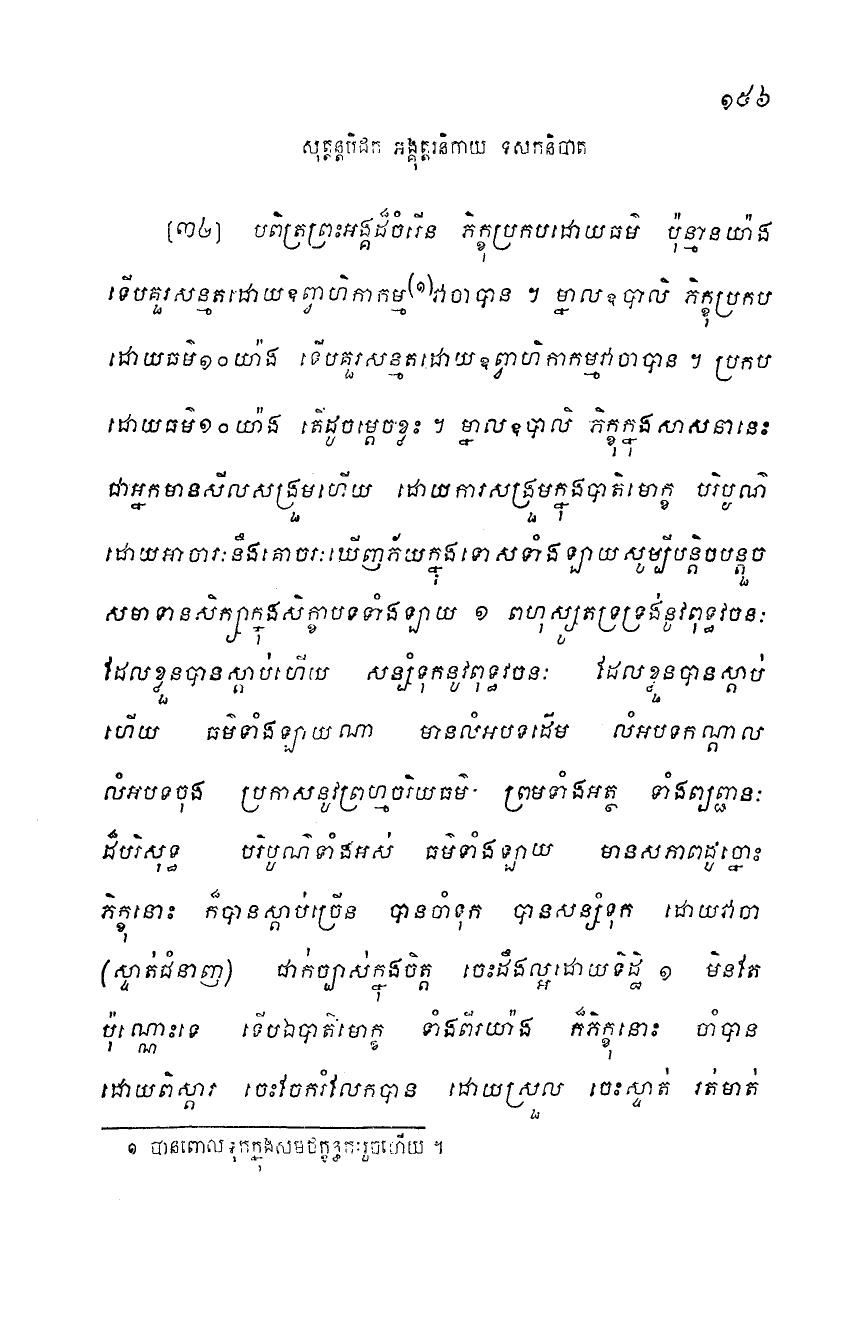 ១៥៦
សុត្តន្តបិដក អង្គុត្តរនិកាយ ទសកនិបាត
[៣៤] បពិត្រព្រះអង្គដ៏ចំរើន ភិក្ខុប្រកបដោយធម៌ ប៉ុន្មានយ៉ាង
ទើបគួរសន្មតដោយឧព្វាហិកាកម្ម(១)វាចាបាន ។ ម្នាលឧបាលិ ភិក្ខុប្រកប
ដោយធម៌១០យ៉ាង ទើបគួរសន្មតដោយឧព្វាហិកាកម្មវាចាបាន ។ ប្រកប
ដោយធម៌១០យ៉ាង តើដូចម្តេចខ្វះ ។ ម្នាលឧបាលិ ភិក្ខុក្នុងសាសនានេះ
ជាអ្នកមានសីលសង្រួមហើយ ដោយការសង្រួមក្នុងបាតិមោក្ខ បរិបូណ៌
ដោយអាចារៈនឹងគោចរៈឃើញភ័យក្នុងទោសទាំងឡាយសូម្បីបន្តិចបន្តួច
សមាទានសិក្សាក្នុងសិក្ខាបទទាំងឡាយ ១ ពហុស្សូតទ្រទ្រង់នូវពុទ្ធវចនៈ
ដែលខ្លួនបានស្តាប់ហើយ សន្សំទុកនូវពុទ្ធវចនៈ ដែលខ្លួនបានស្តាប់
ហើយ ធម៌ទាំងឡាយណា មានលំអបទដើម លំអបទកណ្តាល
លំអបទចុង ប្រកាសនូវព្រហ្មចរិយធម៌ ព្រមទាំងអត្ថ ទាំងព្យញ្ជនៈ
ដ៏បរិសុទ្ធ បរិបូណ៌ទាំងអស់ ធម៌ទាំងឡាយ មានសភាពដូច្នោះ
ភិក្ខុនោះ ក៏បានស្តាប់ច្រើន បានចាំទុក បានសន្សំទុក ដោយវាចា
(ស្ទាត់ជំនាញ) ជាក់ច្បាស់ក្នុងចិត្ត ចេះដឹងល្អដោយទិដ្ឋិ ១ មិនតែ
ប៉ុណ្ណោះទេ ទើបឯបាតិមោក្ខ ទាំងពីរយ៉ាង ក៏ភិក្ខុនោះ ចាំបាន
ដោយពិស្តារ ចេះចែករំលែកបាន ដោយស្រួល ចេះស្ទាត់ រត់មាត់
១ បានពោលទុកក្នុងសមថក្ខន្ធកៈរួចហើយ ។